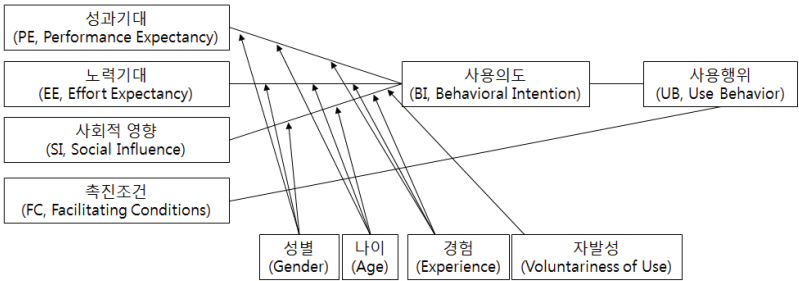 성과기대
(PE, Performance Expectancy)
노력기대
(EE, Effort Expectancy)
사회적 영향
(SI, Social Influence)
촉진조건
(FC, Facilitating Conditions)
사용의도
(BI, Behavioral Intention)
사용행위
(UB, Use Behavior)
성별
(Gender)
나이
(Age)
경험
(Experience)
자발성
(Voluntariness of Use)